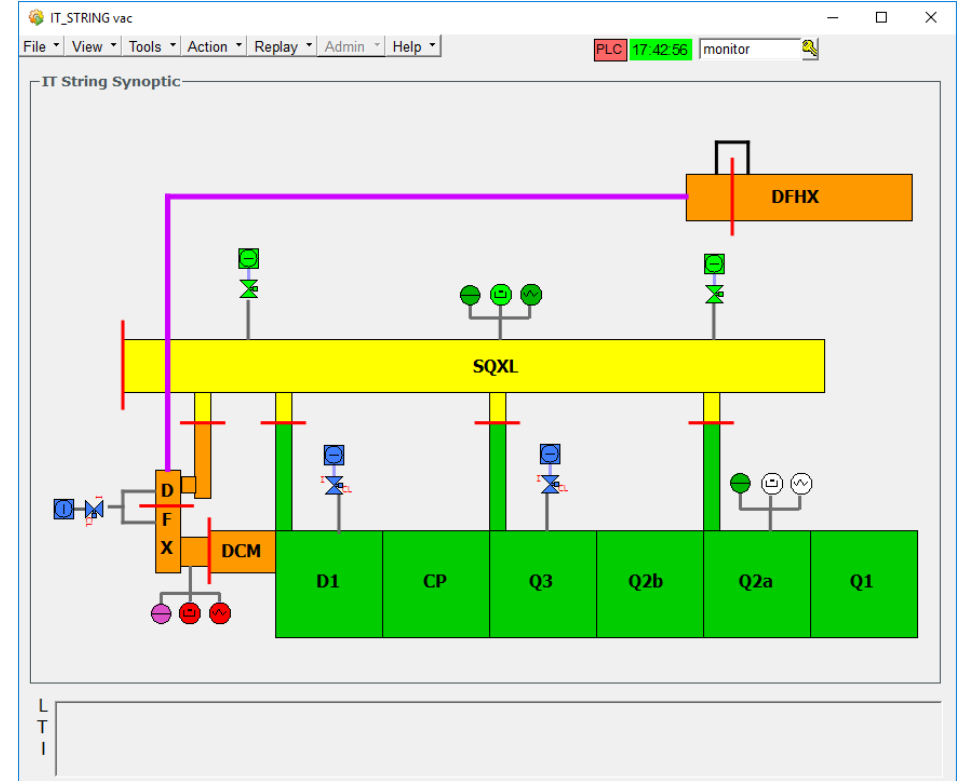 IT_STRING vac
File View Tools Action Replay Admin Help PLC 17:42:56 monitor
IT String Synoptic
DFHX
SQXL
D
F
X
DCM
D1 CP Q3 Q2b Q2a Q1
L
T
I